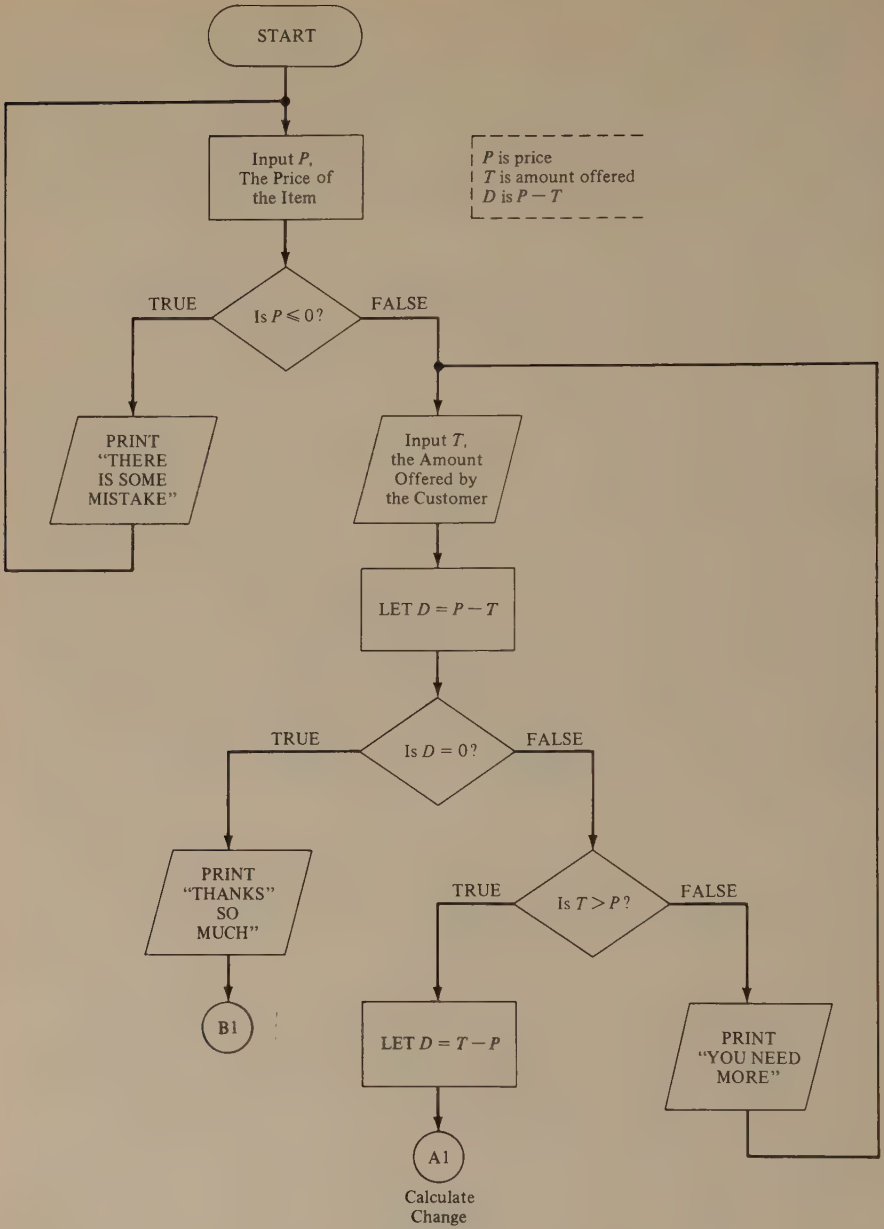 START
Input P,
The Price of
the Item
P is price
T is amount offered
D is P − T
TRUE
Is P ⩽ 0?
FALSE
PRINT
“THERE
IS SOME
MISTAKE”
Input T,
the Amount
Offered by
the Customer
LET D = P − T
TRUE
Is D = 0?
FALSE
PRINT
“THANKS”
SO
MUCH”
TRUE
Is T > P?
FALSE
B1
LET D = T − P
PRINT
“YOU NEED
MORE”
A1
Calculate
Change